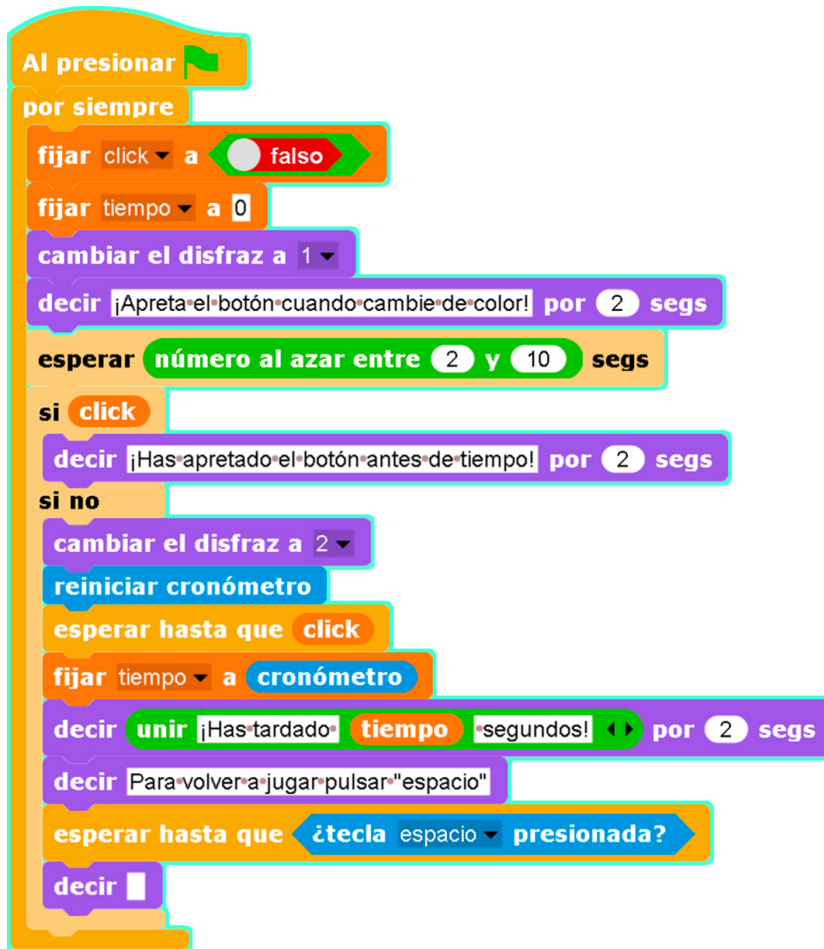 Al presionar
por siempre
fijar click a falso
fijar tiempo a 0
cambiar el disfraz a 1
decir ¡Apreta el botón cuando cambie de color! por 2 segs
esperar número al azar entre 2 y 10 segs
si click
decir ¡Has apretado el botón antes de tiempo! por 2 segs
si no
cambiar el disfraz a 2
reiniciar cronómetro
esperar hasta que click
fijar tiempo a cronómetro
decir unir ¡Has tardado tiempo segundos! por 2 segs
decir Para volver a jugar pulsar "espacio"
esperar hasta que ¿tecla espacio presionada?
decir